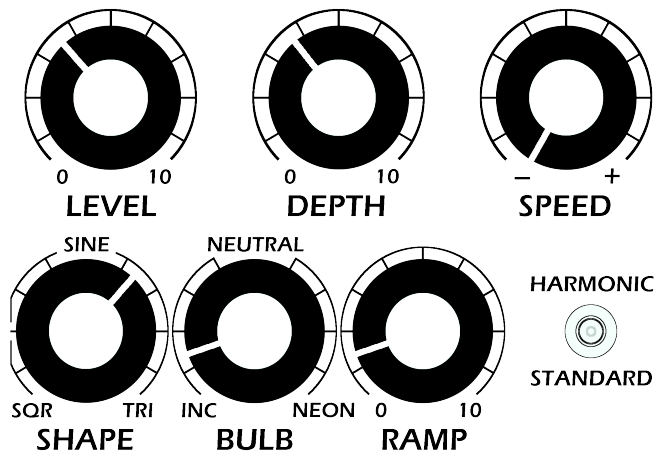 0 10 0 10 – +
LEVEL DEPTH SPEED
SINE NEUTRAL
HARMONIC
STANDARD
SQR TRI INC NEON 0 10
SHAPE BULB RAMP